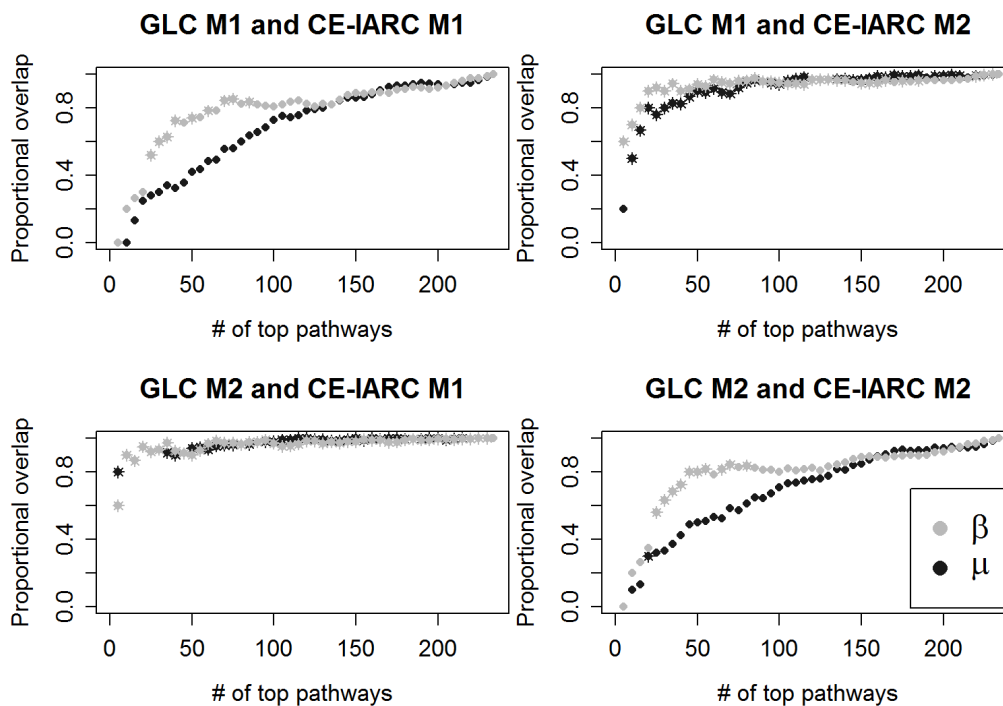 GLC M1 and CE-IARC M1
Proportional overlap
0.0 0.4 0.8
0 50 100 150 200
# of top pathways
GLC M1 and CE-IARC M2
Proportional overlap
0.0 0.4 0.8
0 50 100 150 200
# of top pathways
GLC M2 and CE-IARC M1
Proportional overlap
0.0 0.4 0.8
0 50 100 150 200
# of top pathways
GLC M2 and CE-IARC M2
Proportional overlap
0.0 0.4 0.8
0 50 100 150 200
# of top pathways
β
μ